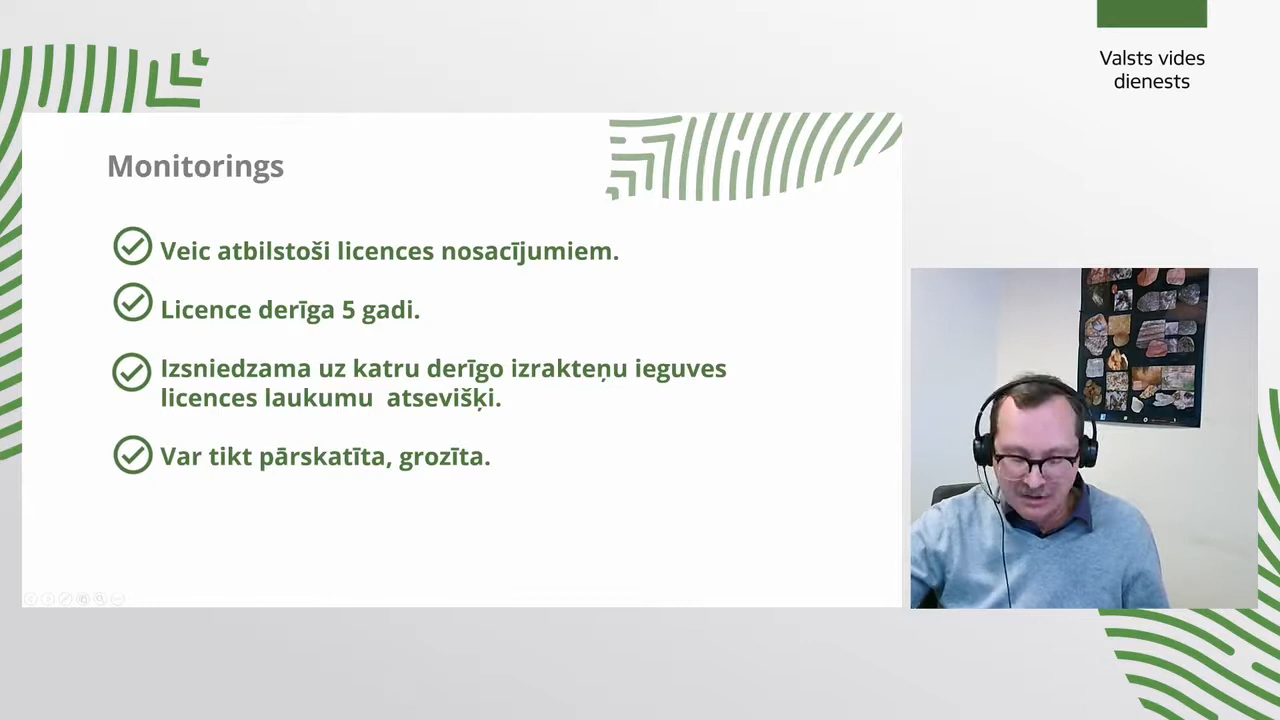 Valsts vides
dienests
Monitorings
Veic atbilstoši licences nosacījumiem.
Licence derīga 5 gadi.
Izsniedzama uz katru derīgo izrakteņu ieguves
licences laukumu atsevišķi.
Var tikt pārskatīta, grozīta.